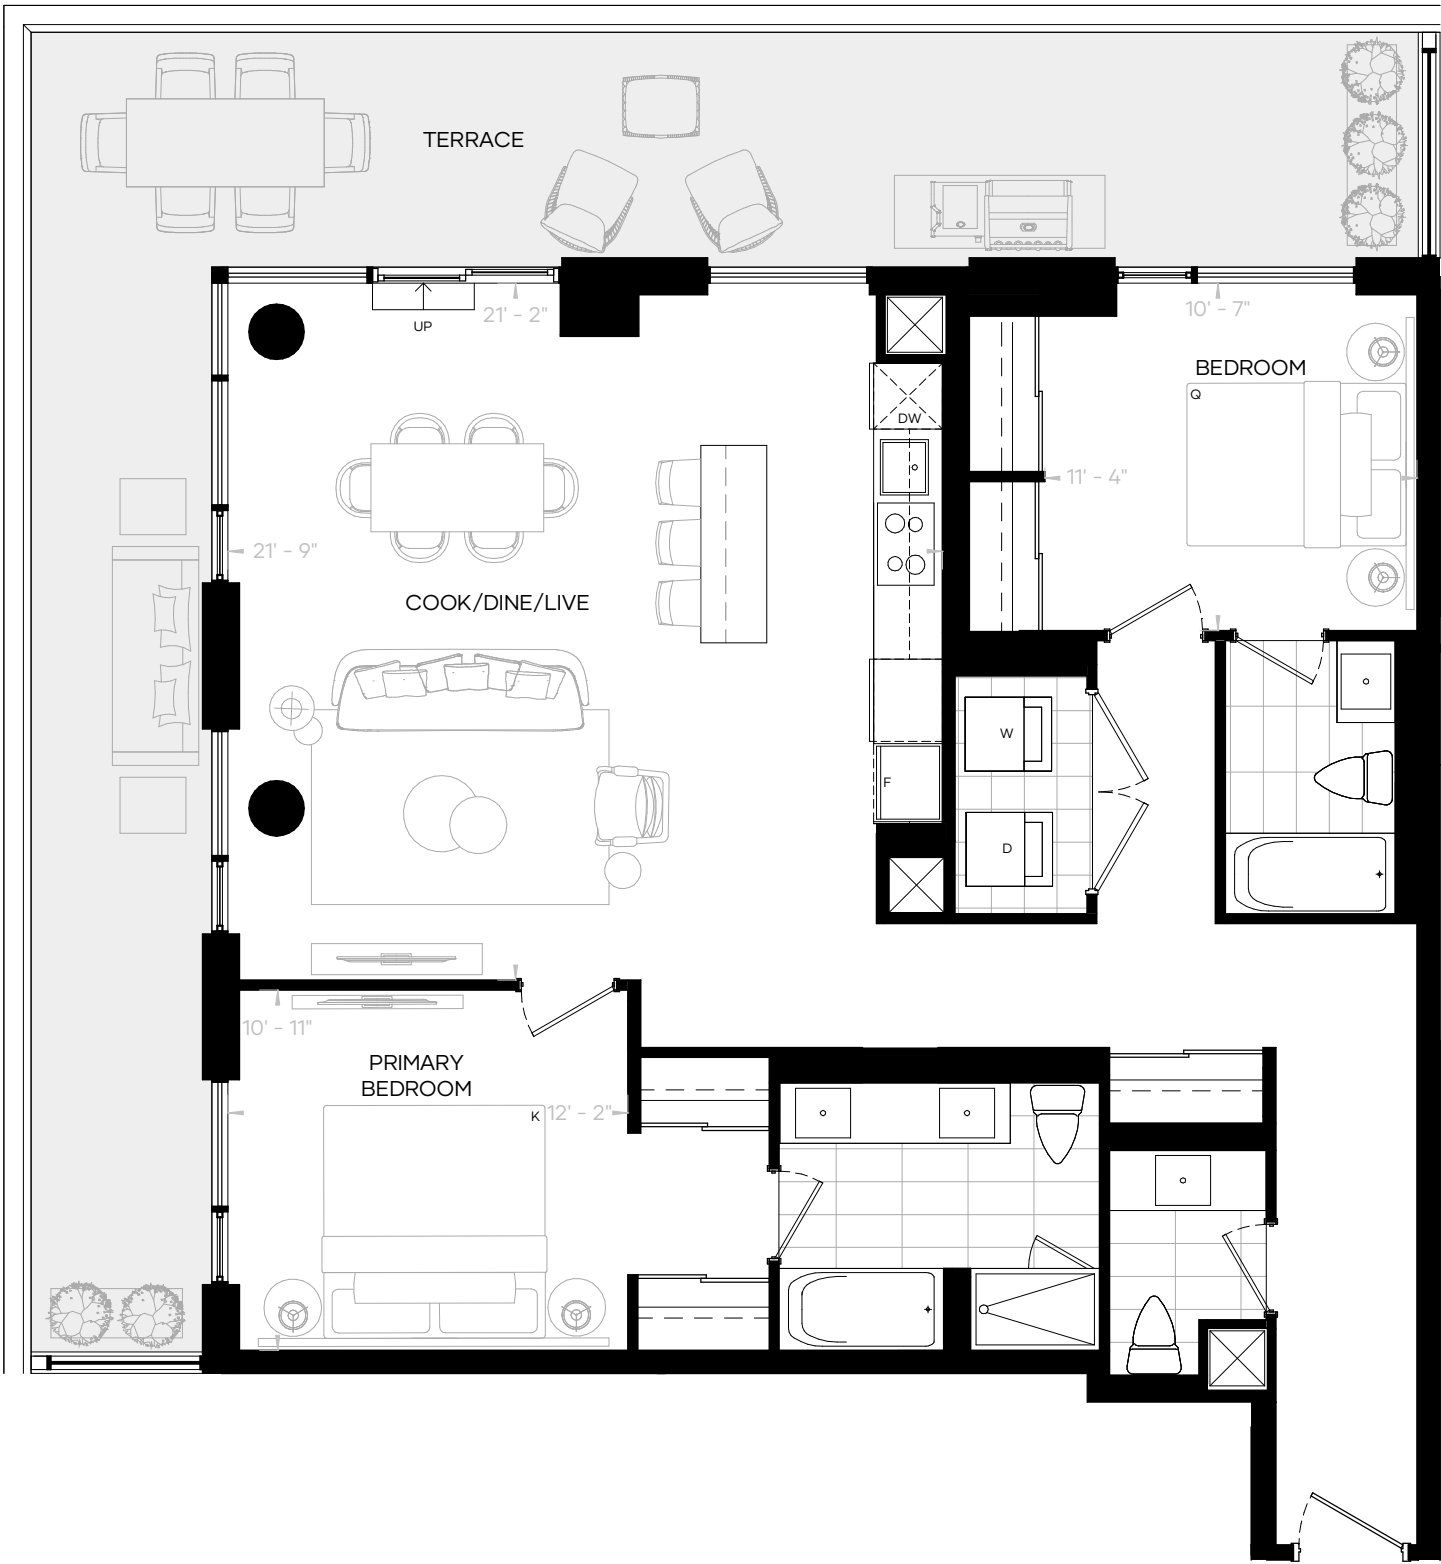 TERRACE
UP
21' - 2"
10' - 7"
BEDROOM
Q
DW
11' - 4"
21' - 9"
COOK/DINE/LIVE
W
F
D
10' - 11"
PRIMARY
BEDROOM
K
12' - 2"